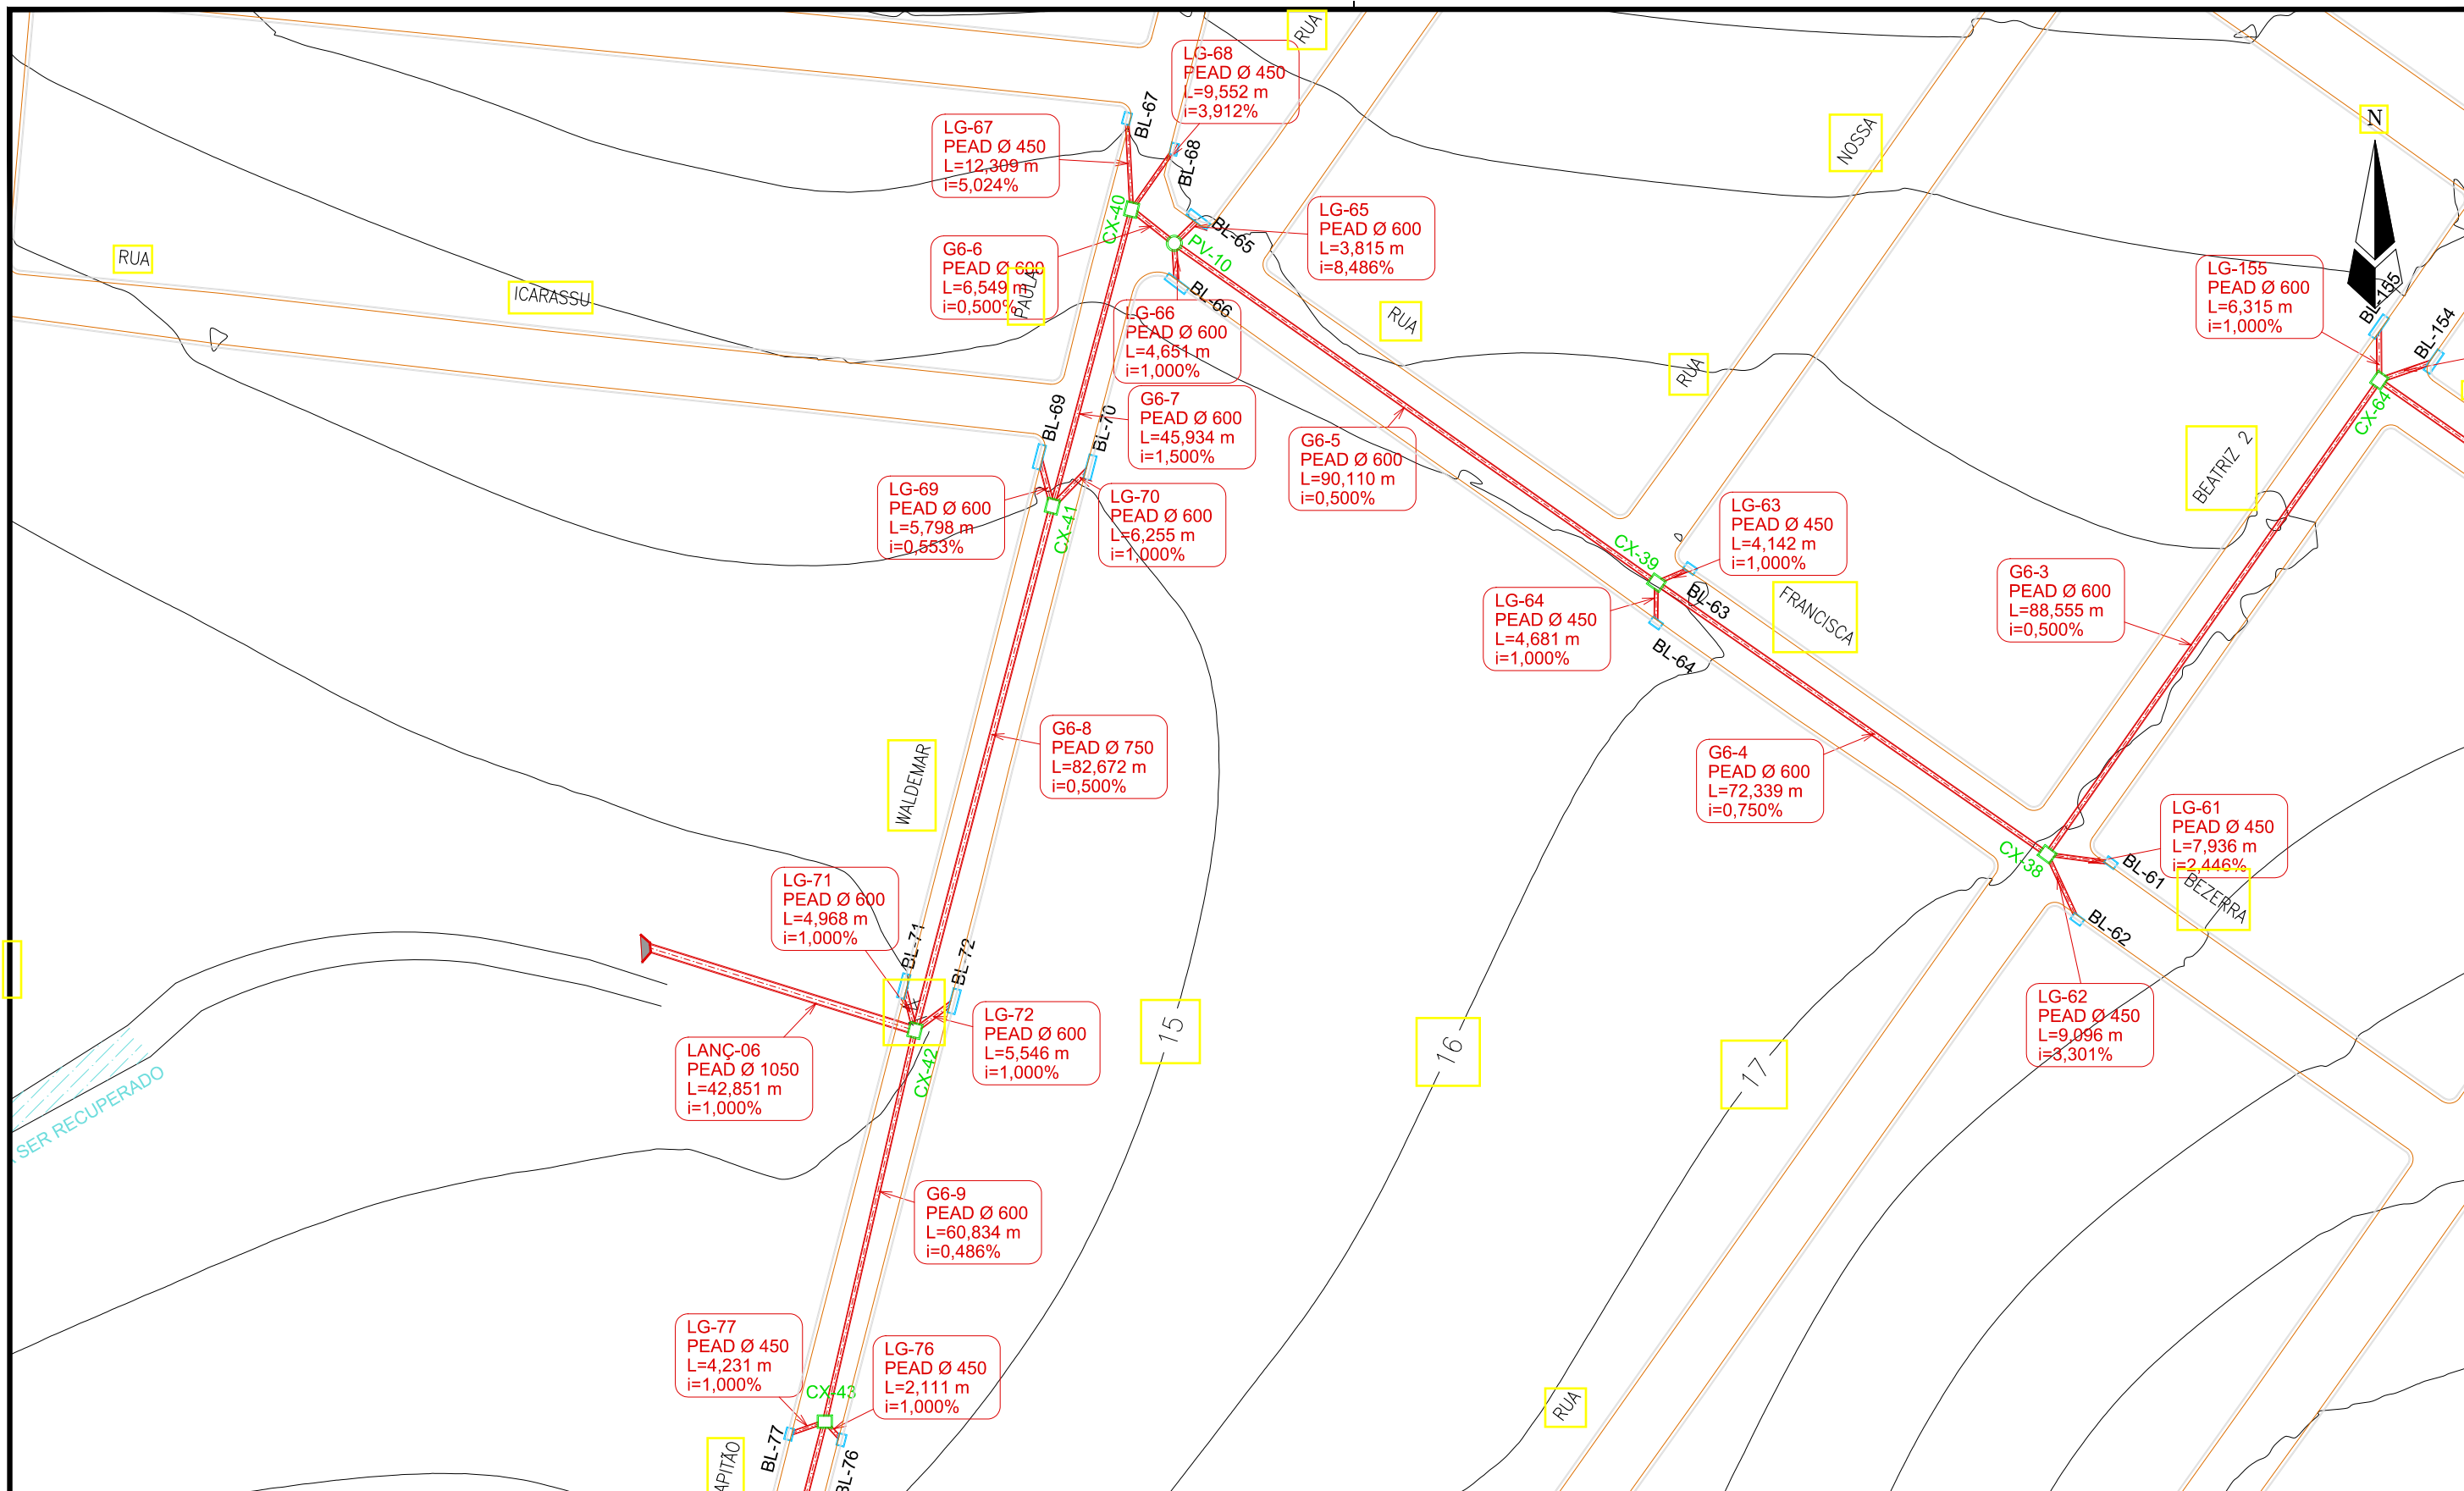 RUA
LG-68
PEAD Ø 450
L=9,552 m
i=3,912%
BL-67
BL-68
LG-67
PEAD Ø 450
L=12,309 m
i=5,024%
NOSSA
N
CX-40
LG-65
PEAD Ø 600
L=3,815 m
i=8,486%
BL-65
PV-10
RUA
ICARASSU
G6-6
PEAD Ø 600
L=6,549 m
i=0,500%
PAULA
BL-66
LG-66
PEAD Ø 600
L=4,651 m
i=1,000%
RUA
RUA
LG-155
PEAD Ø 600
L=6,315 m
i=1,000%
BL-155
BL-154
CX-64
G6-7
PEAD Ø 600
L=45,934 m
i=1,500%
BL-69
BL-70
G6-5
PEAD Ø 600
L=90,110 m
i=0,500%
BEATRIZ 2
LG-69
PEAD Ø 600
L=5,798 m
i=0,553%
CX-41
LG-70
PEAD Ø 600
L=6,255 m
i=1,000%
LG-63
PEAD Ø 450
L=4,142 m
i=1,000%
CX-39
BL-63
FRANCISCA
LG-64
PEAD Ø 450
L=4,681 m
i=1,000%
BL-64
G6-3
PEAD Ø 600
L=88,555 m
i=0,500%
G6-8
PEAD Ø 750
L=82,672 m
i=0,500%
WALDEMAR
G6-4
PEAD Ø 600
L=72,339 m
i=0,750%
LG-61
PEAD Ø 450
L=7,936 m
i=2,446%
CX-38
BL-61
BEZERRA
BL-62
LG-71
PEAD Ø 600
L=4,968 m
i=1,000%
BL-71
BL-72
LG-72
PEAD Ø 600
L=5,546 m
i=1,000%
CX-42
LANÇ-06
PEAD Ø 1050
L=42,851 m
i=1,000%
15
16
17
LG-62
PEAD Ø 450
L=9,096 m
i=3,301%
SER RECUPERADO
G6-9
PEAD Ø 600
L=60,834 m
i=0,486%
LG-77
PEAD Ø 450
L=4,231 m
i=1,000%
CX-43
LG-76
PEAD Ø 450
L=2,111 m
i=1,000%
RUA
BL-77
BL-76
APITÃO